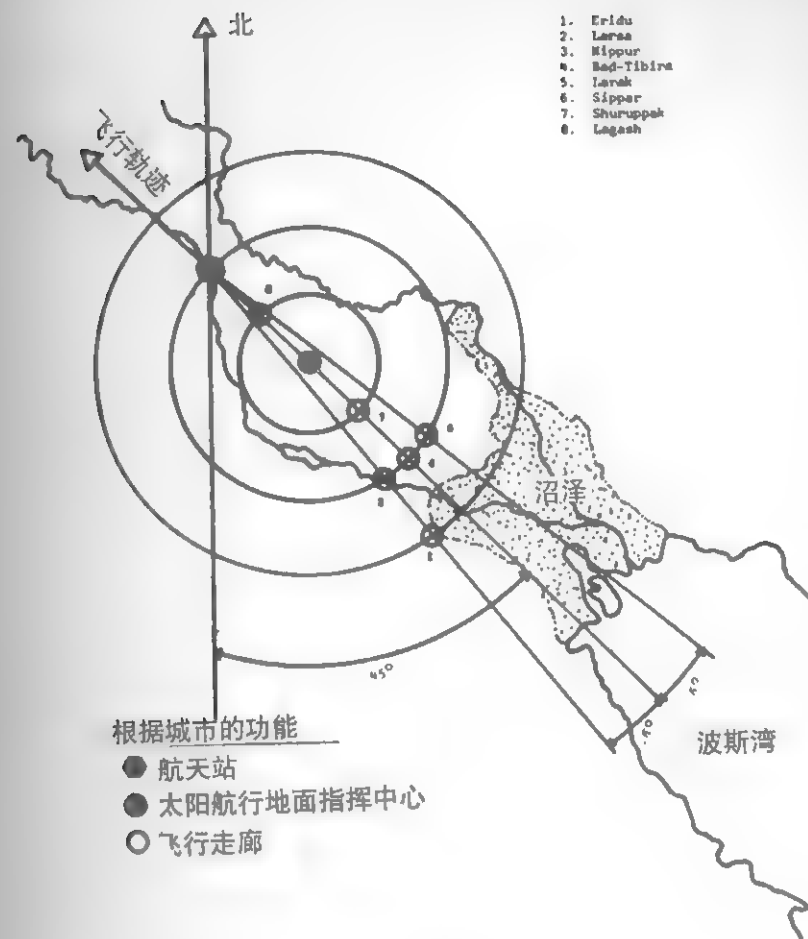 北
1. Eridu
2. Larsa
3. Nippur
4. Bad-Tibira
5. Larak
6. Sippar
7. Shuruppak
8. Lagash
飞行轨迹
沼泽
45°
波斯湾
根据城市的功能
航天站
太阳航行地面指挥中心
飞行走廊